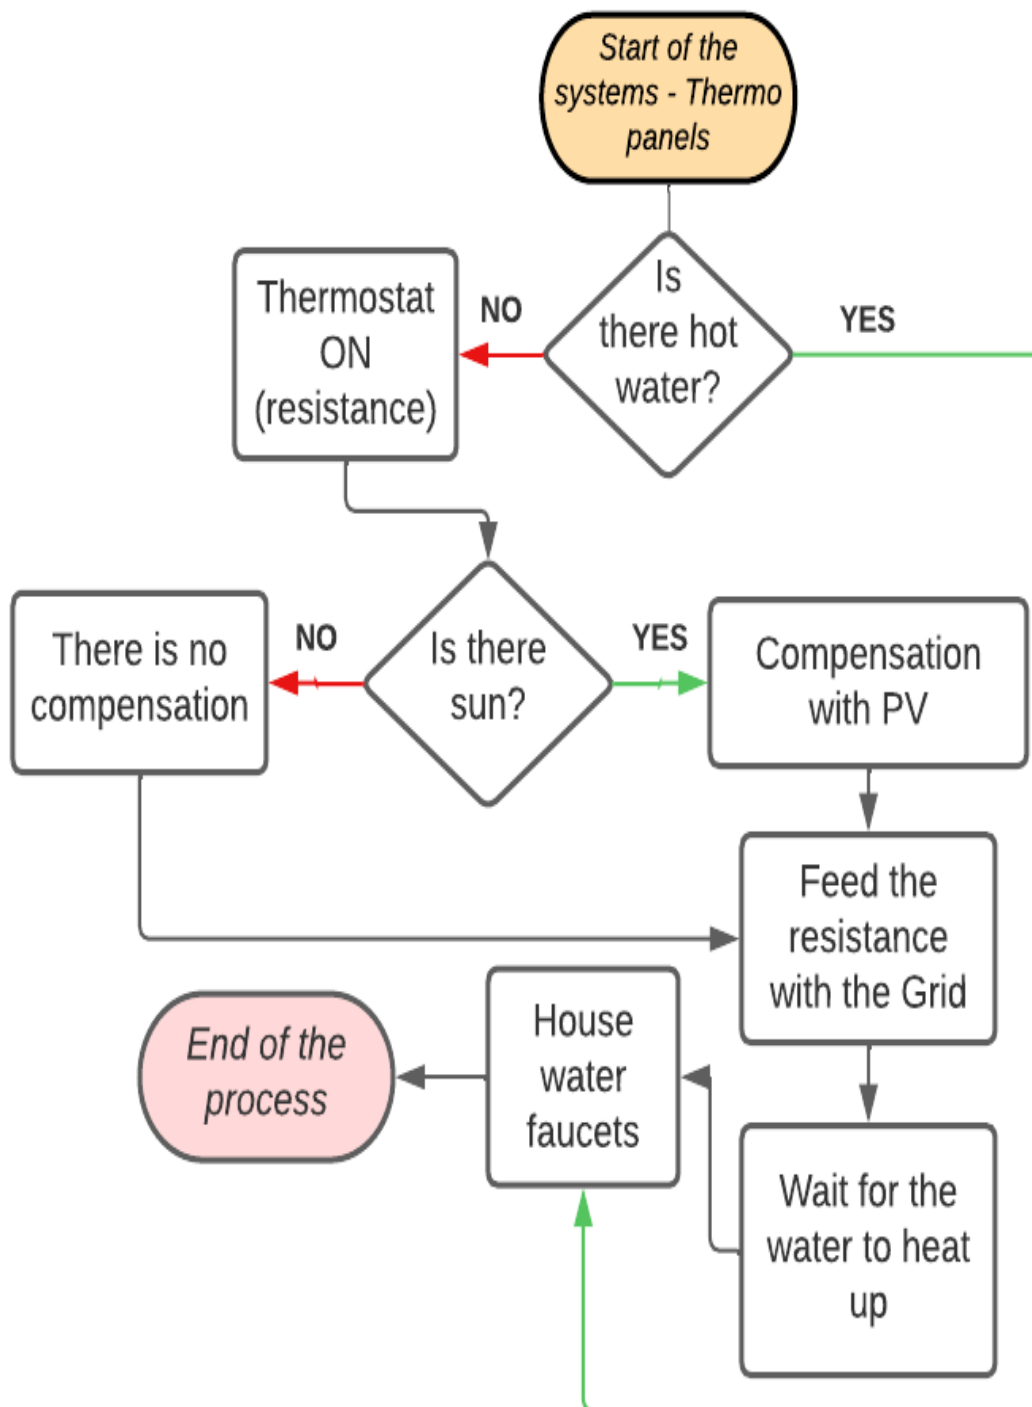 Start of the
systems - Thermo
panels
Is
there hot
water?
NO
YES
Thermostat
ON
(resistance)
Is there
sun?
NO
YES
There is no
compensation
Compensation
with PV
Feed the
resistance
with the Grid
Wait for the
water to heat
up
House
water
faucets
End of the
process